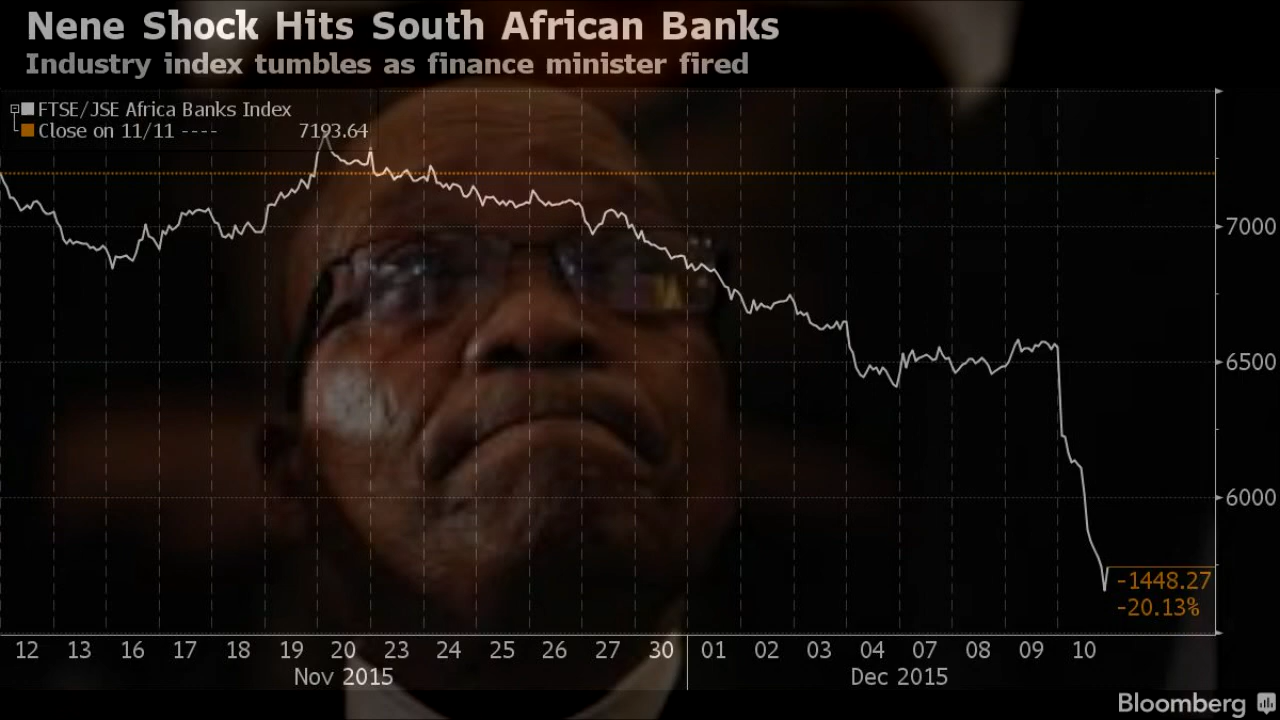 Nene Shock Hits South African Banks
Industry index tumbles as finance minister fired
FTSE/JSE Africa Banks Index
Close on 11/11 ---- 7193.64
7000
6500
6000
-1448.27
-20.13%
12 13 16 17 18 19 20 23 24 25 26 27 30 01 02 03 04 07 08 09 10
Nov 2015 Dec 2015
Bloomberg